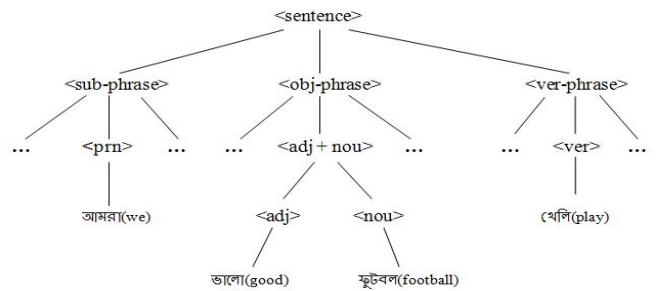 <sentence>
<sub-phrase> <obj-phrase> <ver-phrase>
... <prn> ... ... <adj + nou> ... ... <ver> ...
আমরা(we) <adj> <nou> খেলি(play)
ভালো(good) ফুটবল(football)